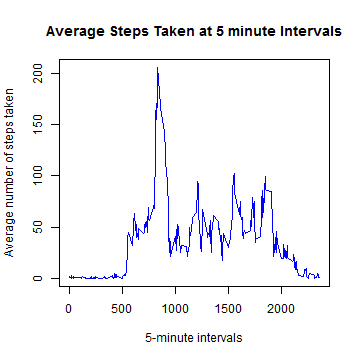 Average Steps Taken at 5 minute Intervals
Average number of steps taken
200
150
100
50
0
0 500 1000 1500 2000
5-minute intervals